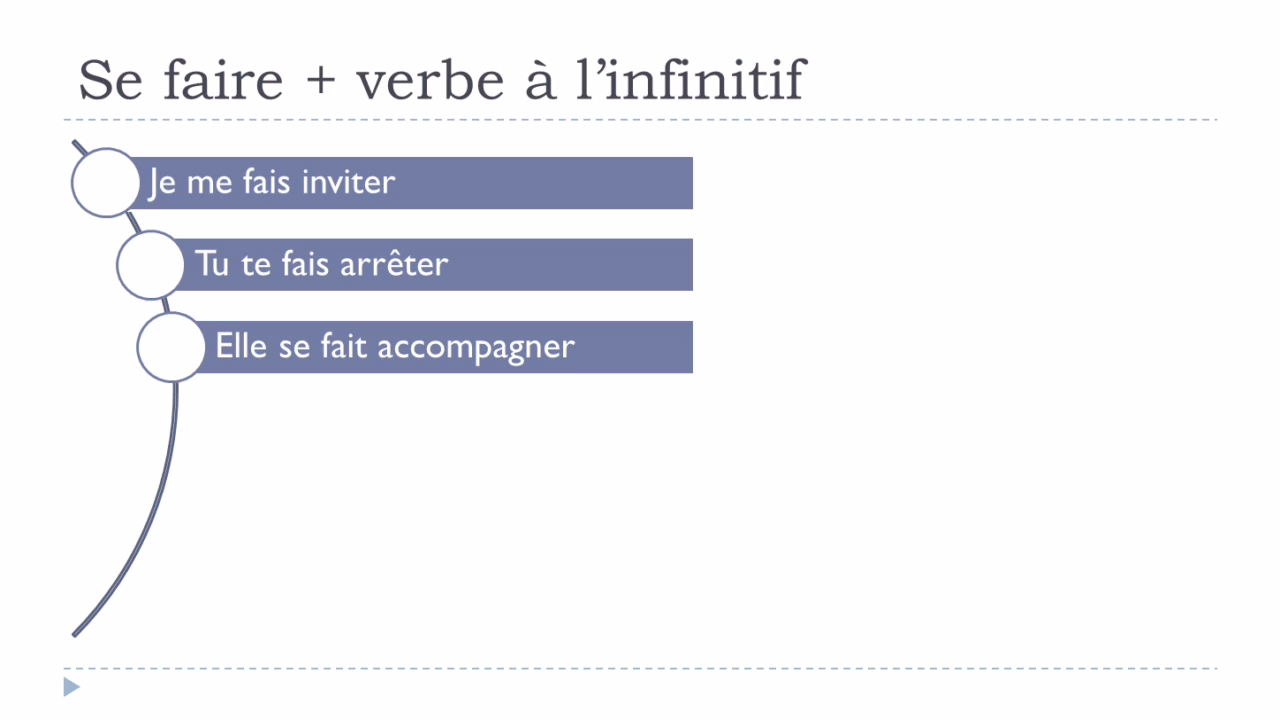 Se faire + verbe à l’infinitif
Je me fais inviter
Tu te fais arrêter
Elle se fait accompagner